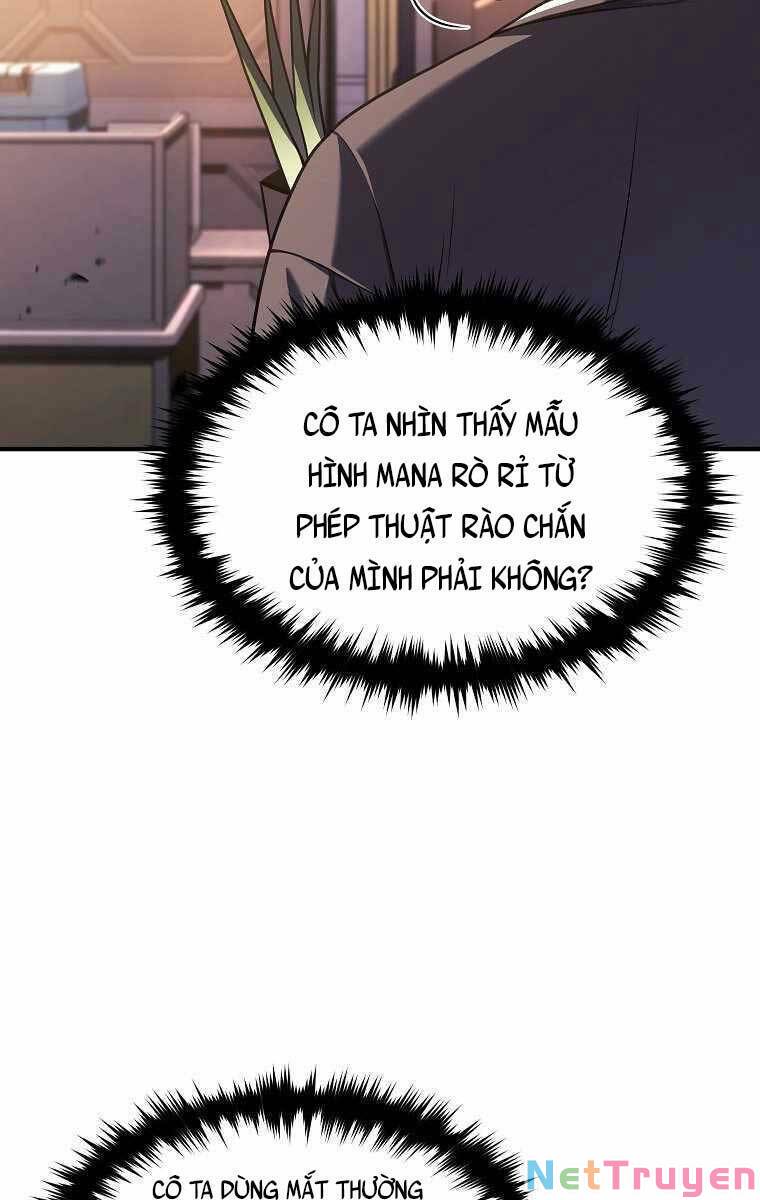 CÔ TA NHÌN THẤY MẪU
HÌNH MANA RÒ RỈ TỪ
PHÉP THUẬT RÀO CHẮN
CỦA MÌNH PHẢI KHÔNG?
CÔ TA DÙNG MẮT THƯỜNG
NETTRUYEN